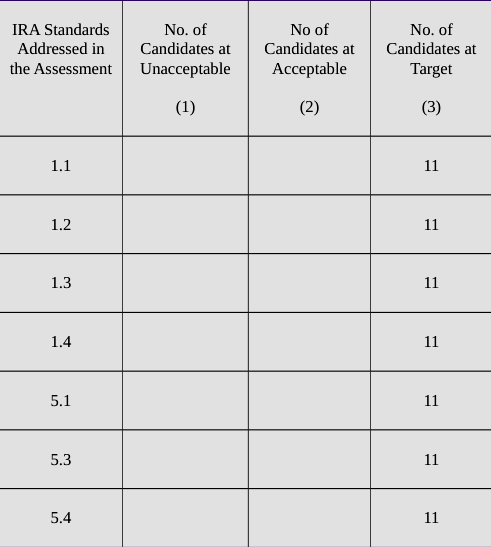 IRA Standards
Addressed in
the Assessment
No. of
Candidates at
Unacceptable
(1)
No of
Candidates at
Acceptable
(2)
No. of
Candidates at
Target
(3)
1.1 11
1.2 11
1.3 11
1.4 11
5.1 11
5.3 11
5.4 11